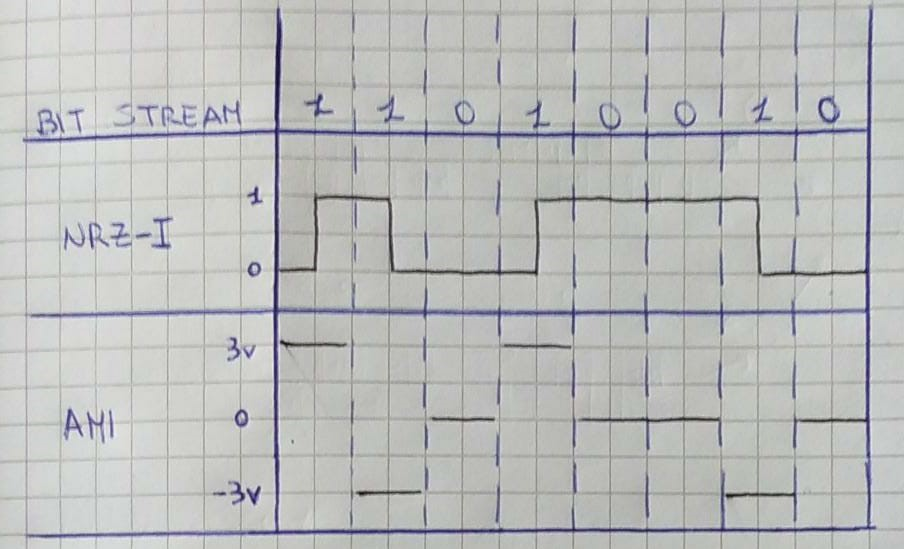 BIT STREAM 1 1 0 1 0 0 1 0
1
NRZ-I
0
3v
AMI 0
-3v